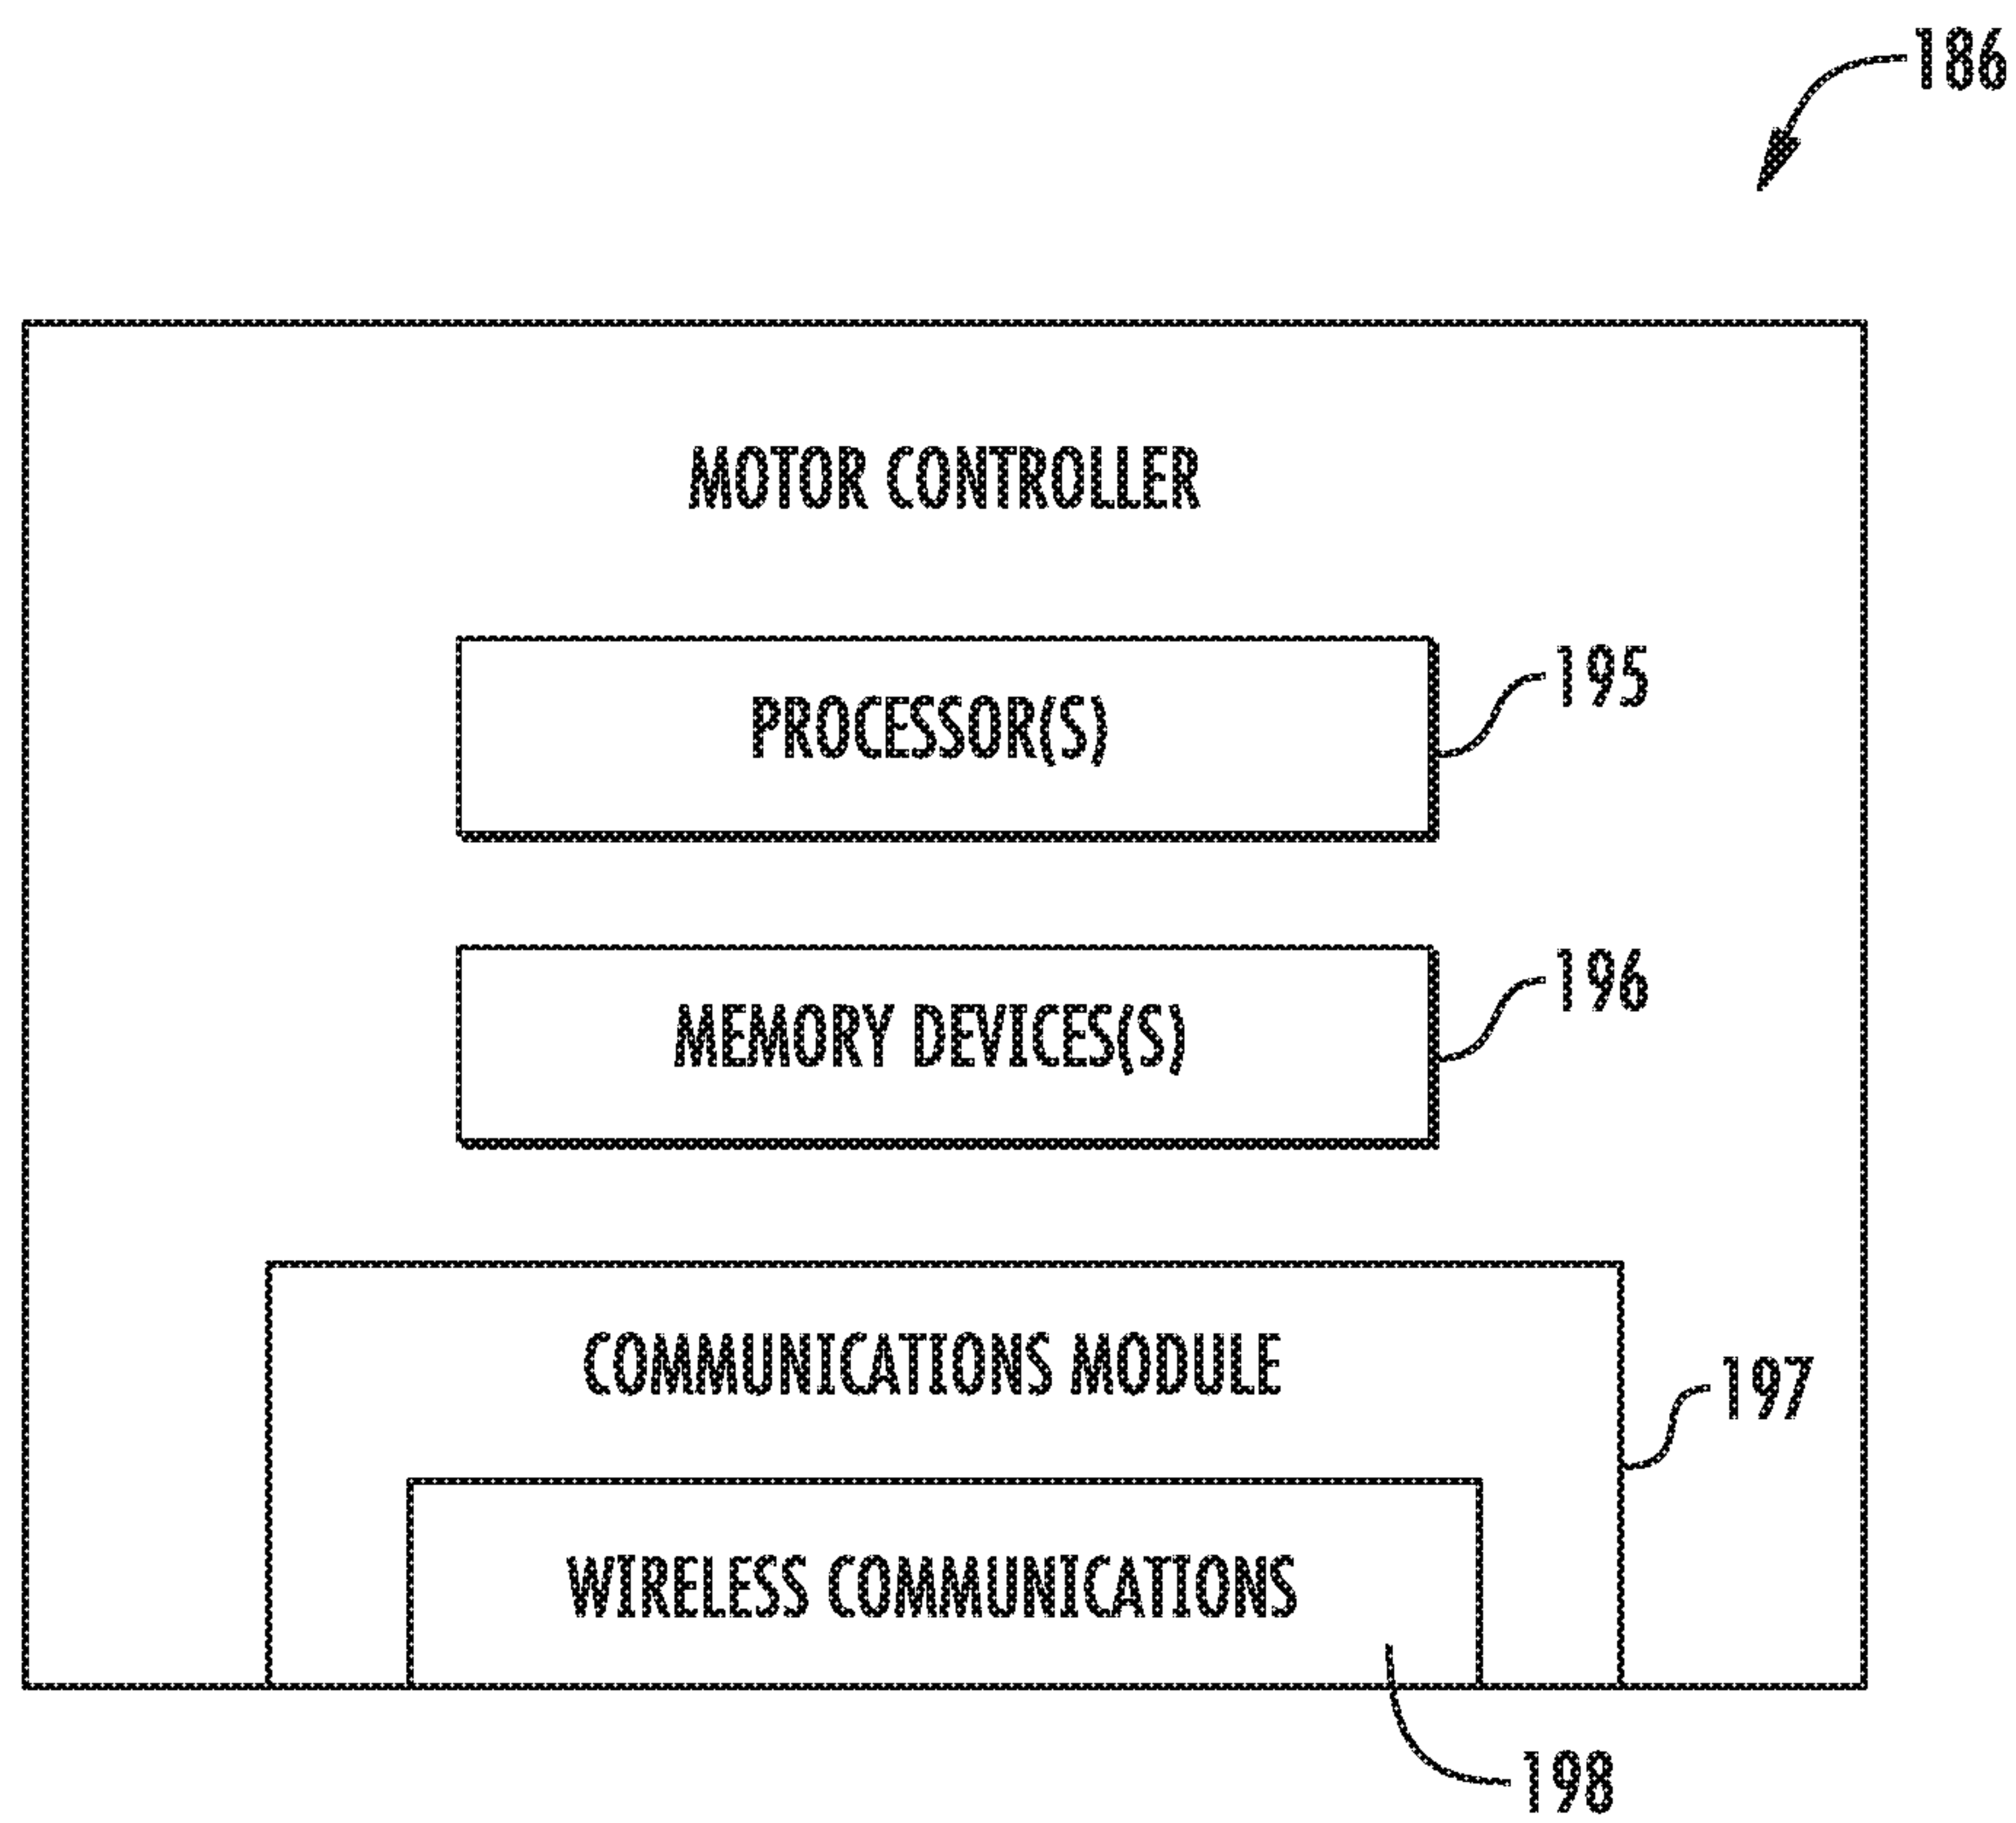 186
MOTOR CONTROLLER
PROCESSOR(S)
195
MEMORY DEVICES(S)
196
COMMUNICATIONS MODULE
197
WIRELESS COMMUNICATIONS
198